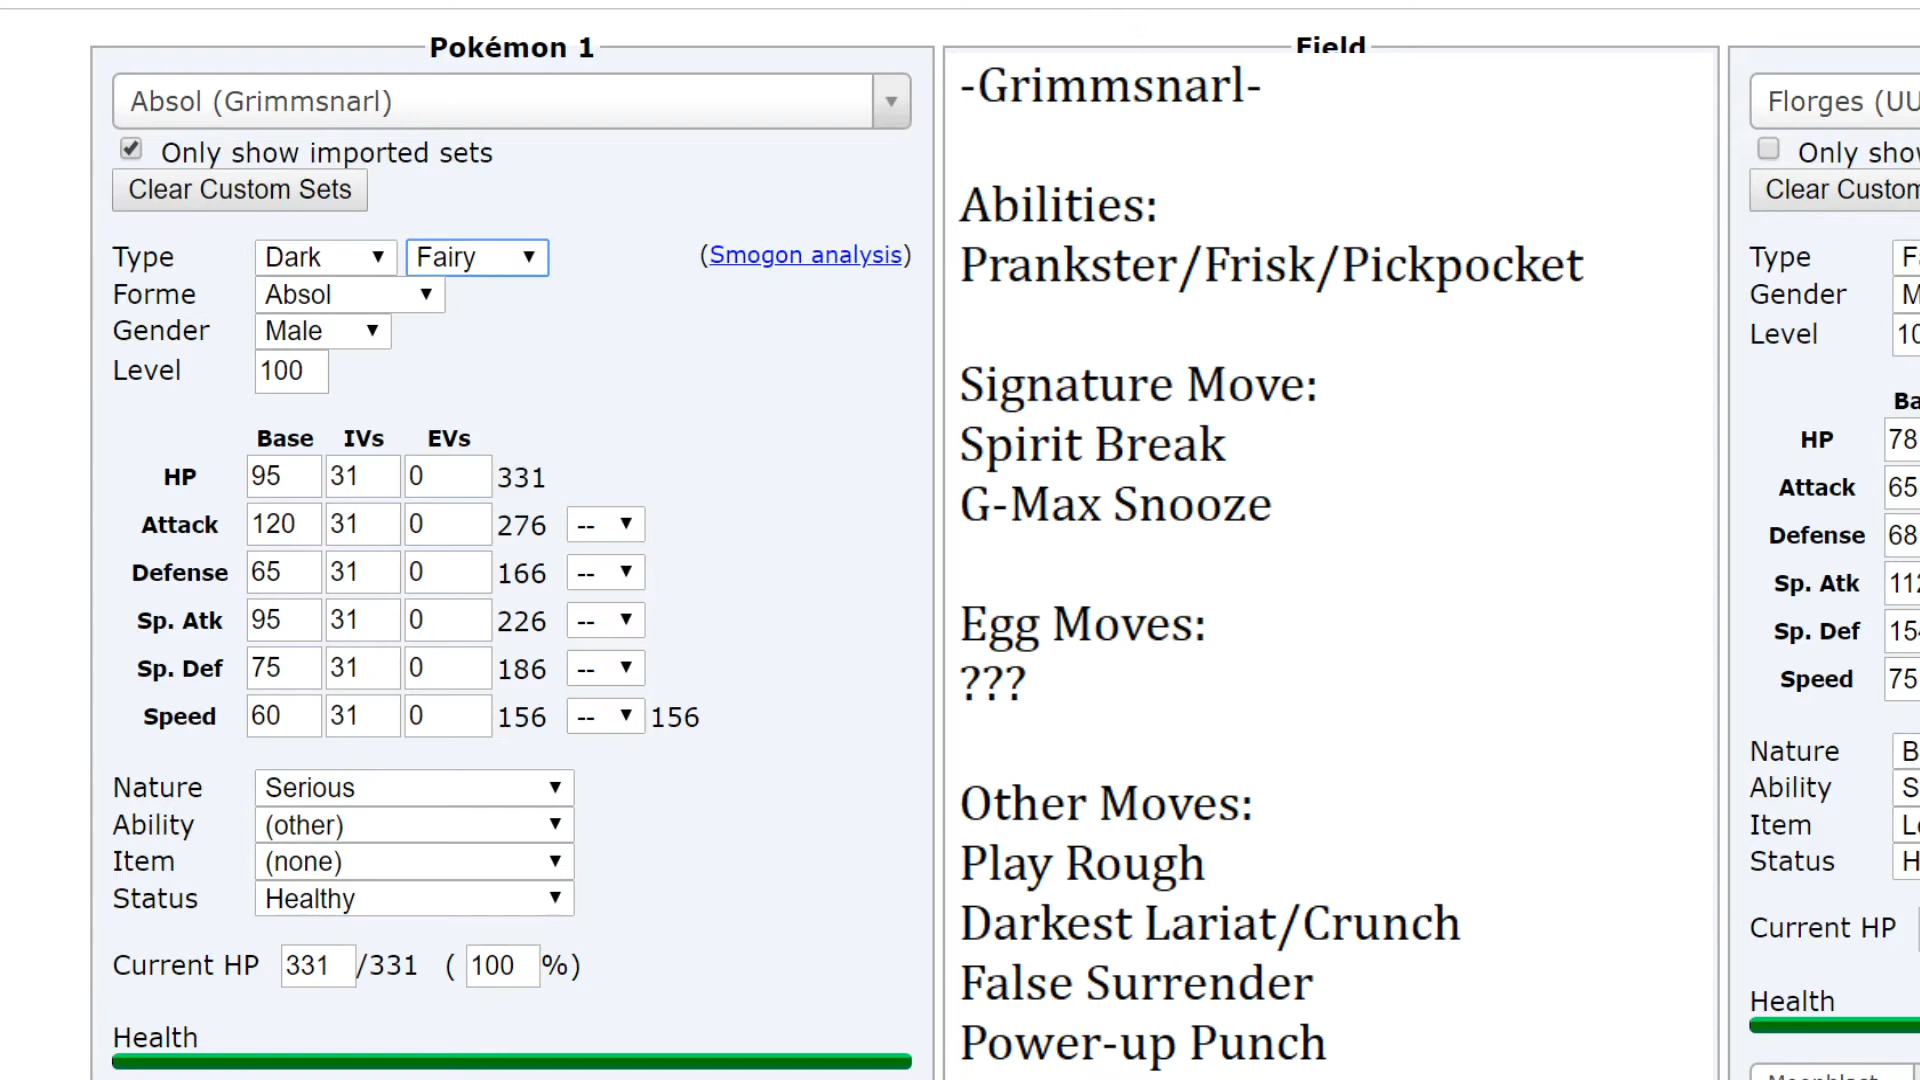 Pokémon 1
Absol (Grimmsnarl)
Only show imported sets
Clear Custom Sets
Type Dark Fairy (Smogon analysis)
Forme Absol
Gender Male
Level 100
Base IVs EVs
HP 95 31 0 331
Attack 120 31 0 276 --
Defense 65 31 0 166 --
Sp. Atk 95 31 0 226 --
Sp. Def 75 31 0 186 --
Speed 60 31 0 156 -- 156
Nature Serious
Ability (other)
Item (none)
Status Healthy
Current HP 331/331 ( 100 %)
Health
Field
-Grimmsnarl-
Abilities:
Prankster/Frisk/Pickpocket
Signature Move:
Spirit Break
G-Max Snooze
Egg Moves:
???
Other Moves:
Play Rough
Darkest Lariat/Crunch
False Surrender
Power-up Punch
Florges (UU
Only
Clear Custom
Type
Gender
Level
HP 78
Attack 65
Defense 68
Sp. Atk 112
Sp. Def
Speed 75
Nature
Ability
Item
Status
Current HP
Health